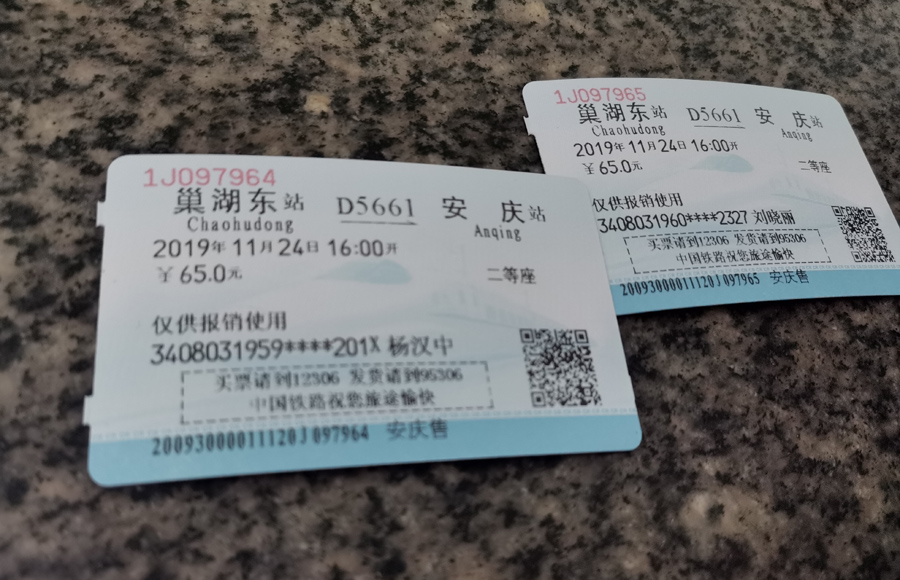 1J097964
巢湖东站 D5661 安庆站
Chaohudong Anqing
2019年11月24日 16:00开
￥65.0元 二等座
仅供报销使用
3408031959****201X 杨汉中
买票请到12306 发货请到95306
中国铁路祝您旅途愉快
20093000011120J097964 安庆售
1J097965
巢湖东站 D5661 安庆站
Chaohudong Anqing
2019年11月24日 16:00开
￥65.0元 二等座
仅供报销使用
3408031960****2327 刘晓丽
买票请到12306 发货请到95306
中国铁路祝您旅途愉快
20093000011120J097965 安庆售